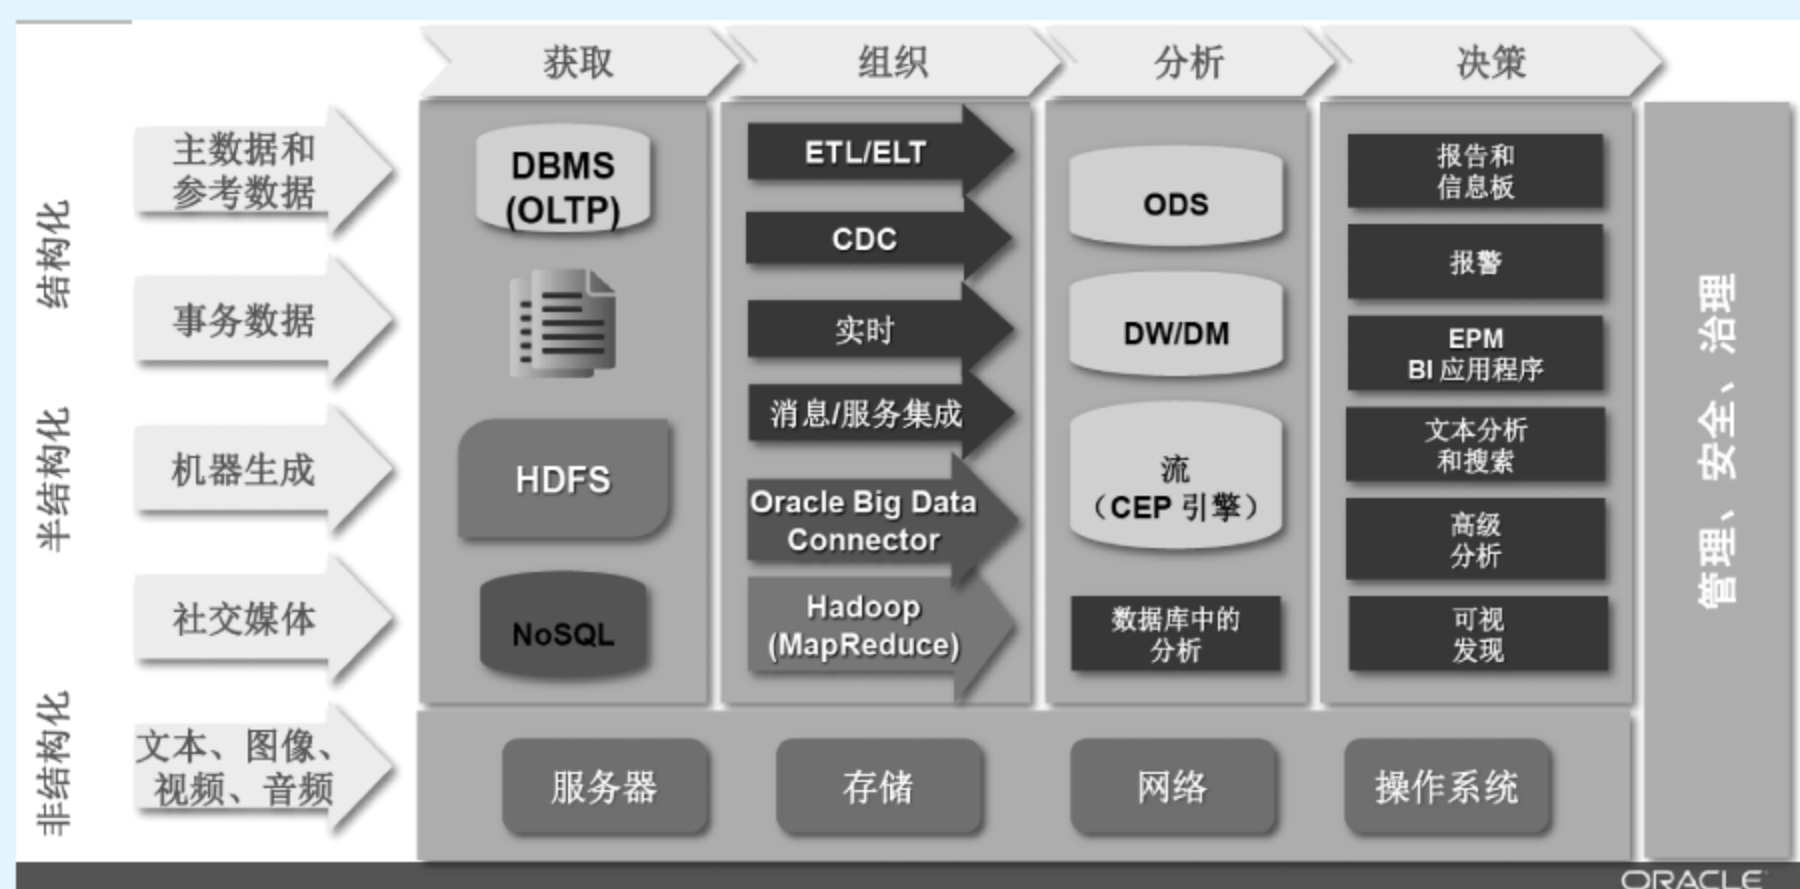 获取
组织
分析
决策
结构化
半结构化
非结构化
主数据和
参考数据
事务数据
机器生成
社交媒体
文本、图像、
视频、音频
DBMS
(OLTP)
HDFS
NoSQL
ETL/ELT
CDC
实时
消息/服务集成
Oracle Big Data
Connector
Hadoop
(MapReduce)
ODS
DW/DM
流
（CEP 引擎）
数据库中的
分析
报告和
信息板
报警
EPM
BI 应用程序
文本分析
和搜索
高级
分析
可视
发现
管理、安全、治理
服务器
存储
网络
操作系统
ORACLE